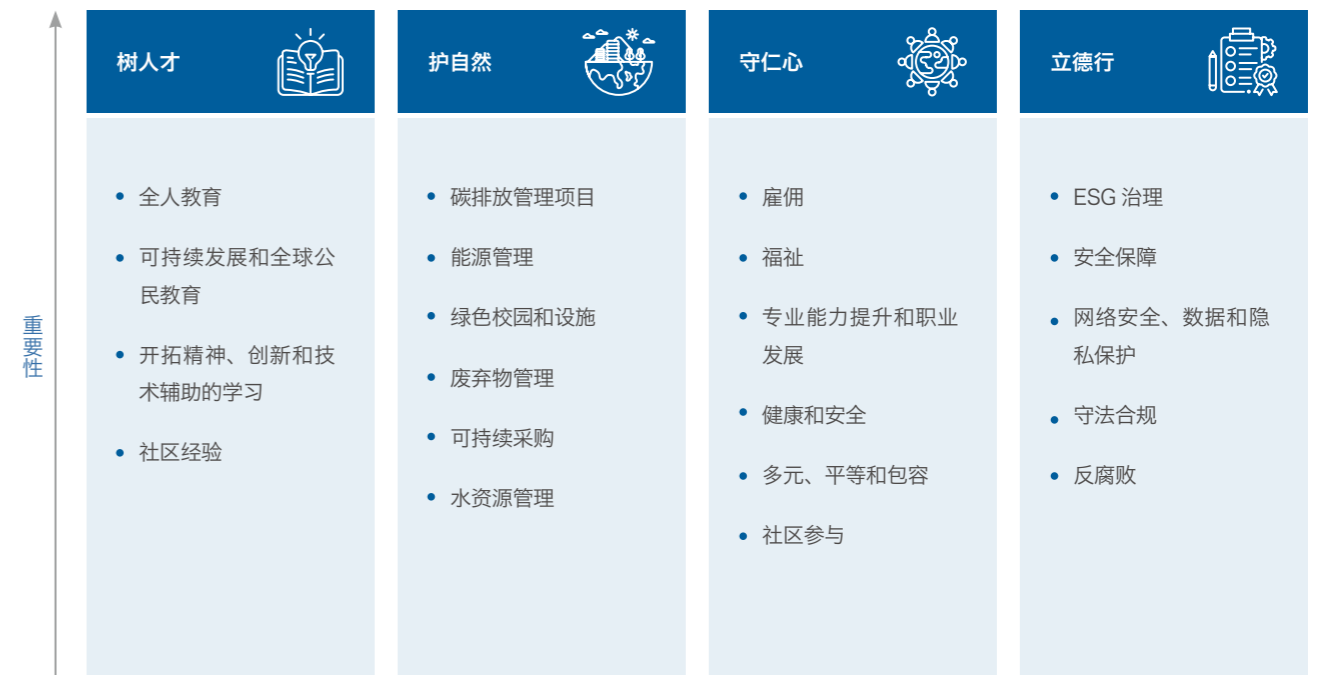 重要性
树人才
全人教育
可持续发展和全球公
民教育
开拓精神、创新和技
术辅助的学习
社区经验
护自然
碳排放管理项目
能源管理
绿色校园和设施
废弃物管理
可持续采购
水资源管理
守仁心
雇佣
福祉
专业能力提升和职业
发展
健康和安全
多元、平等和包容
社区参与
立德行
ESG 治理
安全保障
网络安全、数据和隐
私保护
守法合规
反腐败